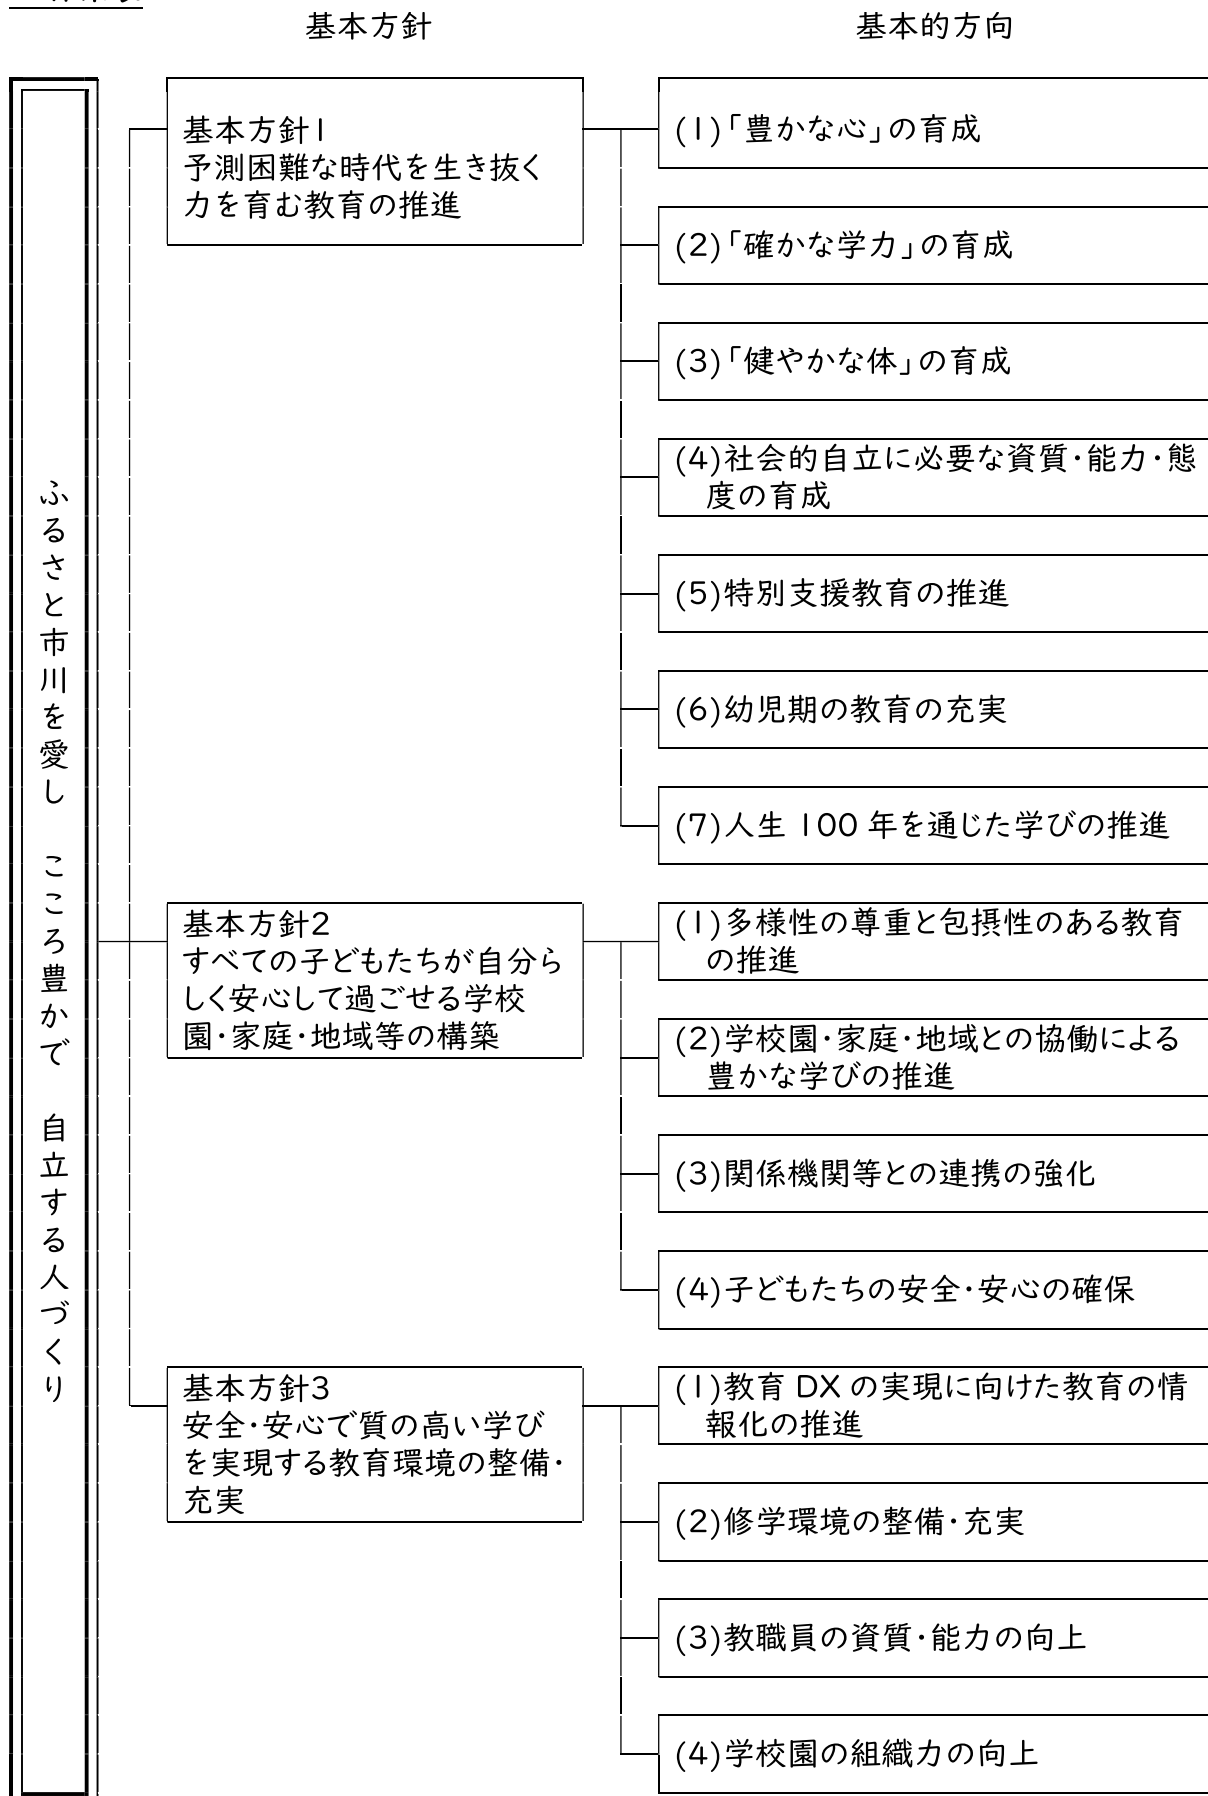 基本方針
基本的方向
ふるさと市川を愛し　こころ豊かで　自立する人づくり
基本方針1
予測困難な時代を生き抜く
力を育む教育の推進
(1)「豊かな心」の育成
(2)「確かな学力」の育成
(3)「健やかな体」の育成
(4)社会的自立に必要な資質・能力・態
度の育成
(5)特別支援教育の推進
(6)幼児期の教育の充実
(7)人生 100 年を通じた学びの推進
基本方針2
すべての子どもたちが自分ら
しく安心して過ごせる学校
園・家庭・地域等の構築
(1)多様性の尊重と包摂性のある教育
の推進
(2)学校園・家庭・地域との協働による
豊かな学びの推進
(3)関係機関等との連携の強化
(4)子どもたちの安全・安心の確保
基本方針3
安全・安心で質の高い学び
を実現する教育環境の整備・
充実
(1)教育 DX の実現に向けた教育の情
報化の推進
(2)修学環境の整備・充実
(3)教職員の資質・能力の向上
(4)学校園の組織力の向上